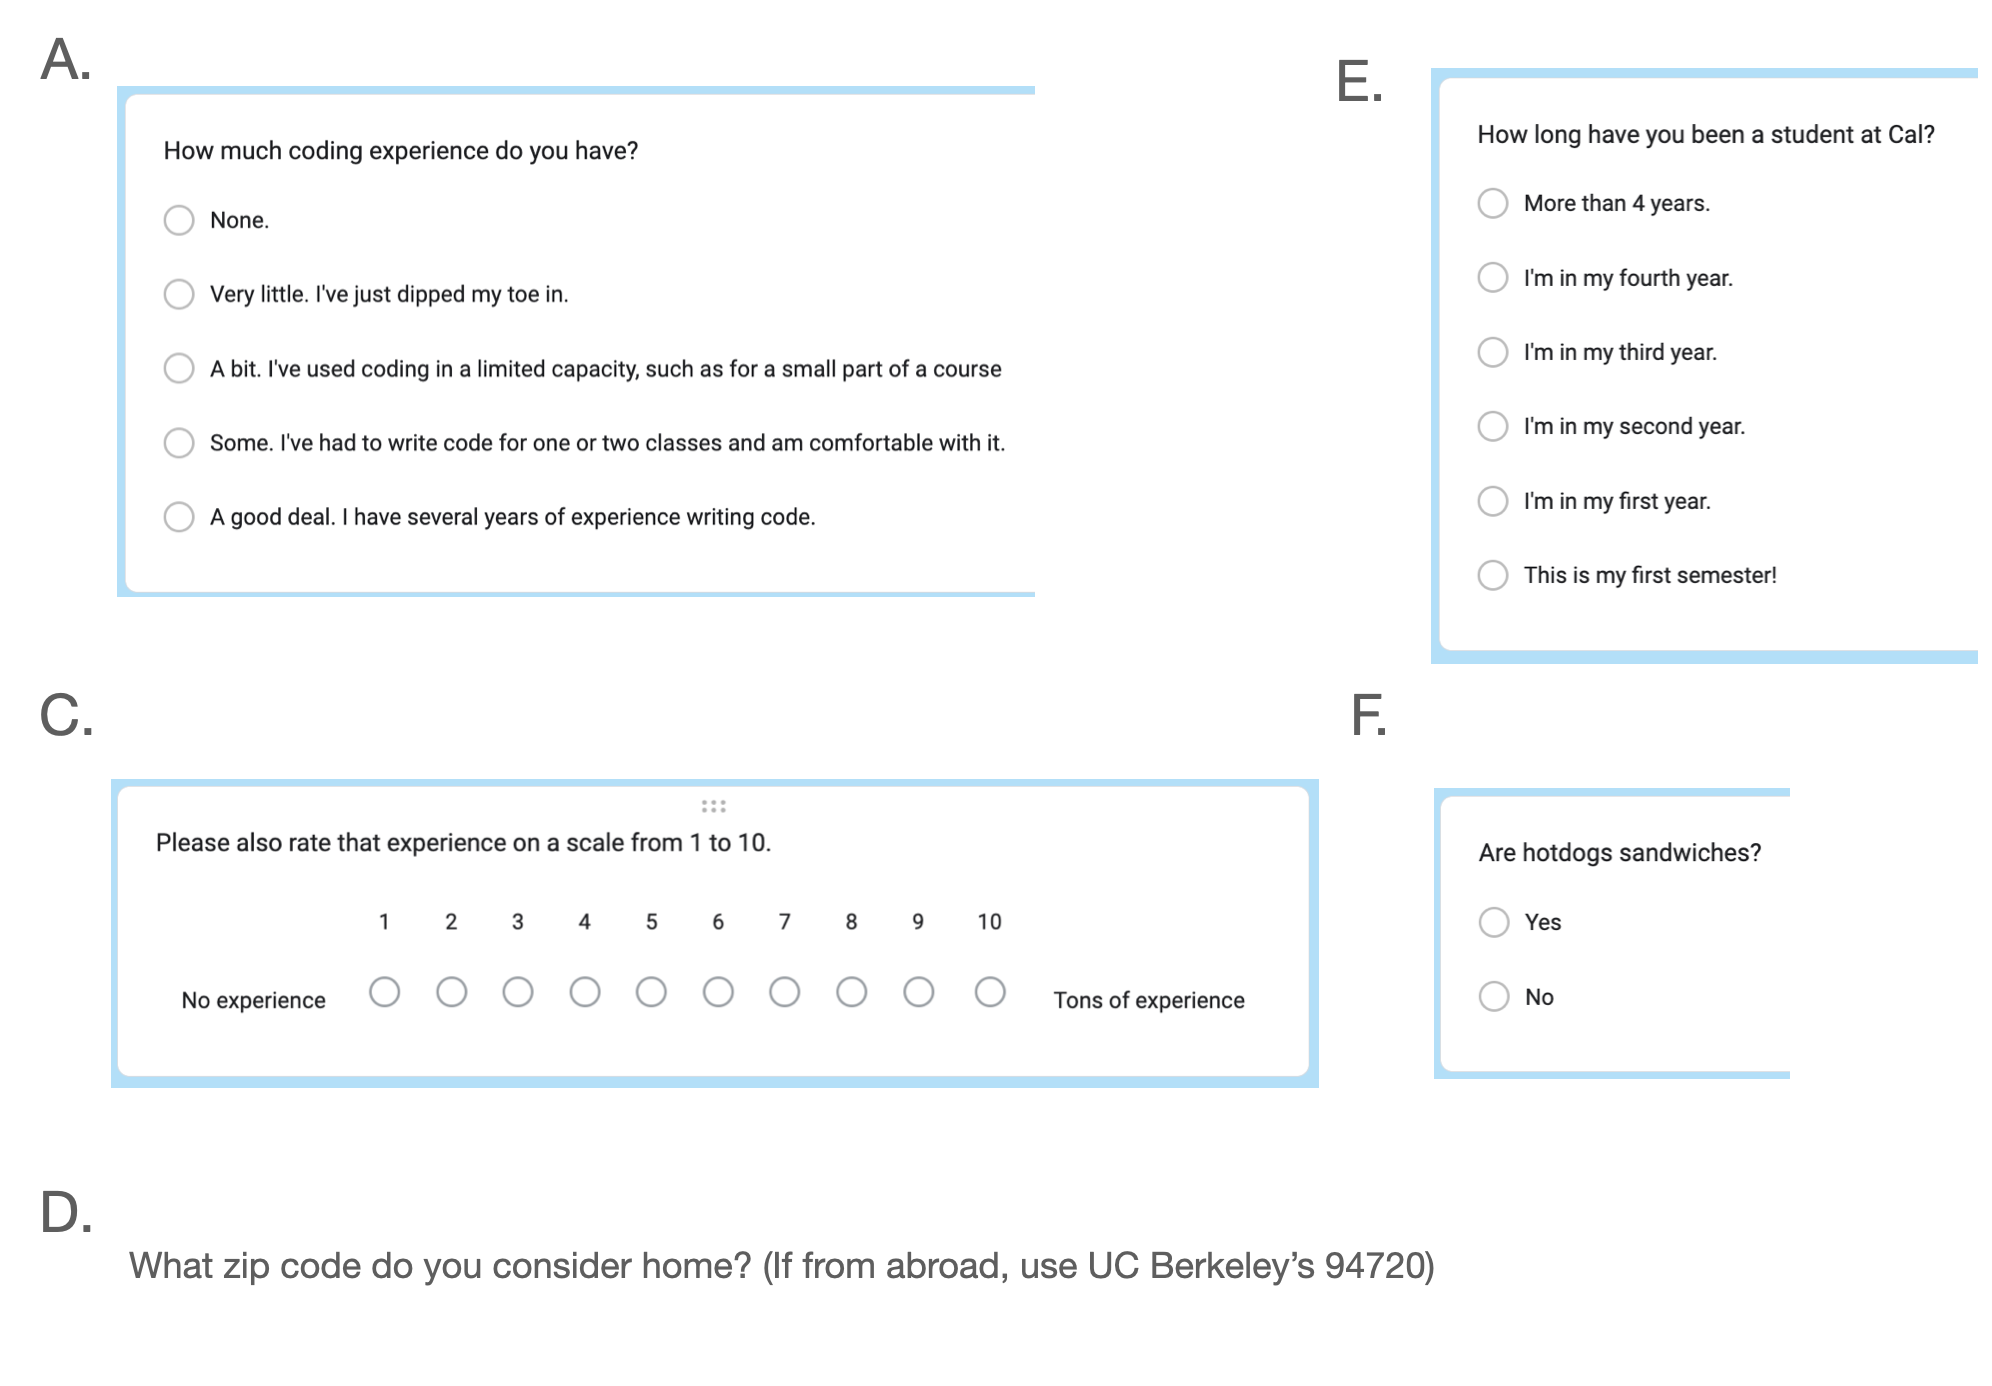 A.
How much coding experience do you have?
None.
Very little. I've just dipped my toe in.
A bit. I've used coding in a limited capacity, such as for a small part of a course
Some. I've had to write code for one or two classes and am comfortable with it.
A good deal. I have several years of experience writing code.
E.
How long have you been a student at Cal?
More than 4 years.
I'm in my fourth year.
I'm in my third year.
I'm in my second year.
I'm in my first year.
This is my first semester!
C.
Please also rate that experience on a scale from 1 to 10.
1 2 3 4 5 6 7 8 9 10
No experience Tons of experience
F.
Are hotdogs sandwiches?
Yes
No
D.
What zip code do you consider home? (If from abroad, use UC Berkeley’s 94720)